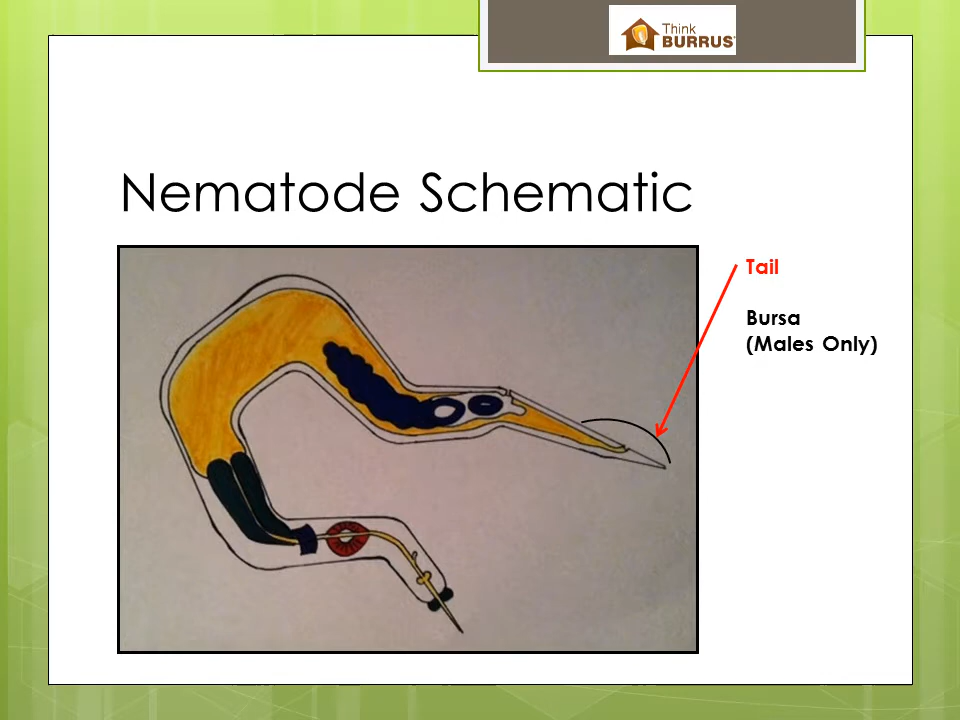 Think
BURRUS
Nematode Schematic
Tail
Bursa
(Males Only)